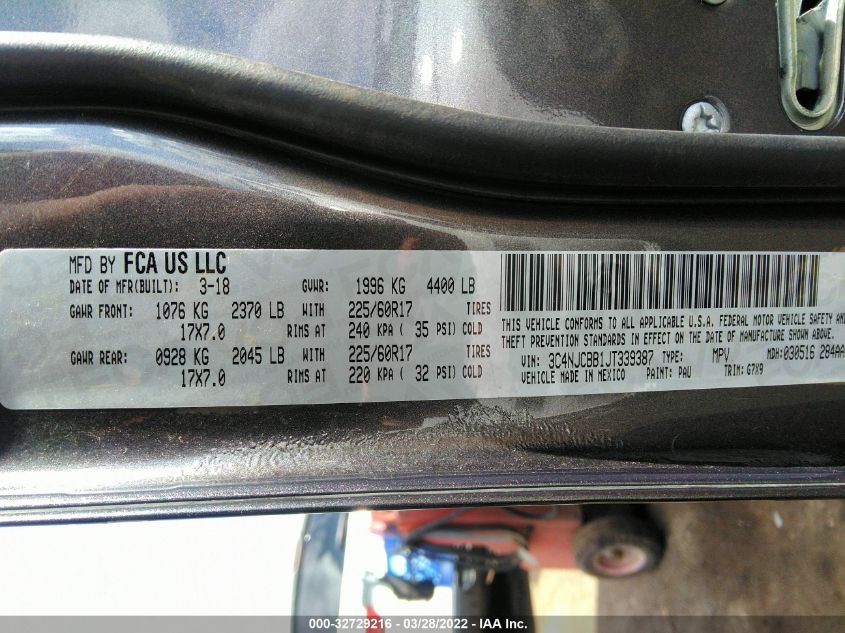 MFD BY FCA US LLC
DATE OF MFR(BUILT): 3-18 GVWR: 1996 KG 4400 LB
GAWR FRONT: 1076 KG 2370 LB WITH 225/60R17 TIRES
17X7.0 RIMS AT 240 KPA ( 35 PSI) COLD
GAWR REAR: 0928 KG 2045 LB WITH 225/60R17 TIRES
17X7.0 RIMS AT 220 KPA ( 32 PSI) COLD
THIS VEHICLE CONFORMS TO ALL APPLICABLE U.S.A. FEDERAL MOTOR VEHICLE SAFETY AND
THEFT PREVENTION STANDARDS IN EFFECT ON THE DATE OF MANUFACTURE SHOWN ABOVE.
VIN: 3C4NJCBB1JT339387 TYPE: MPV MDH:030516 284AA
VEHICLE MADE IN MEXICO PAINT: PAU TRIM: G7X9
000-32729216 - 03/28/2022 - IAA Inc.